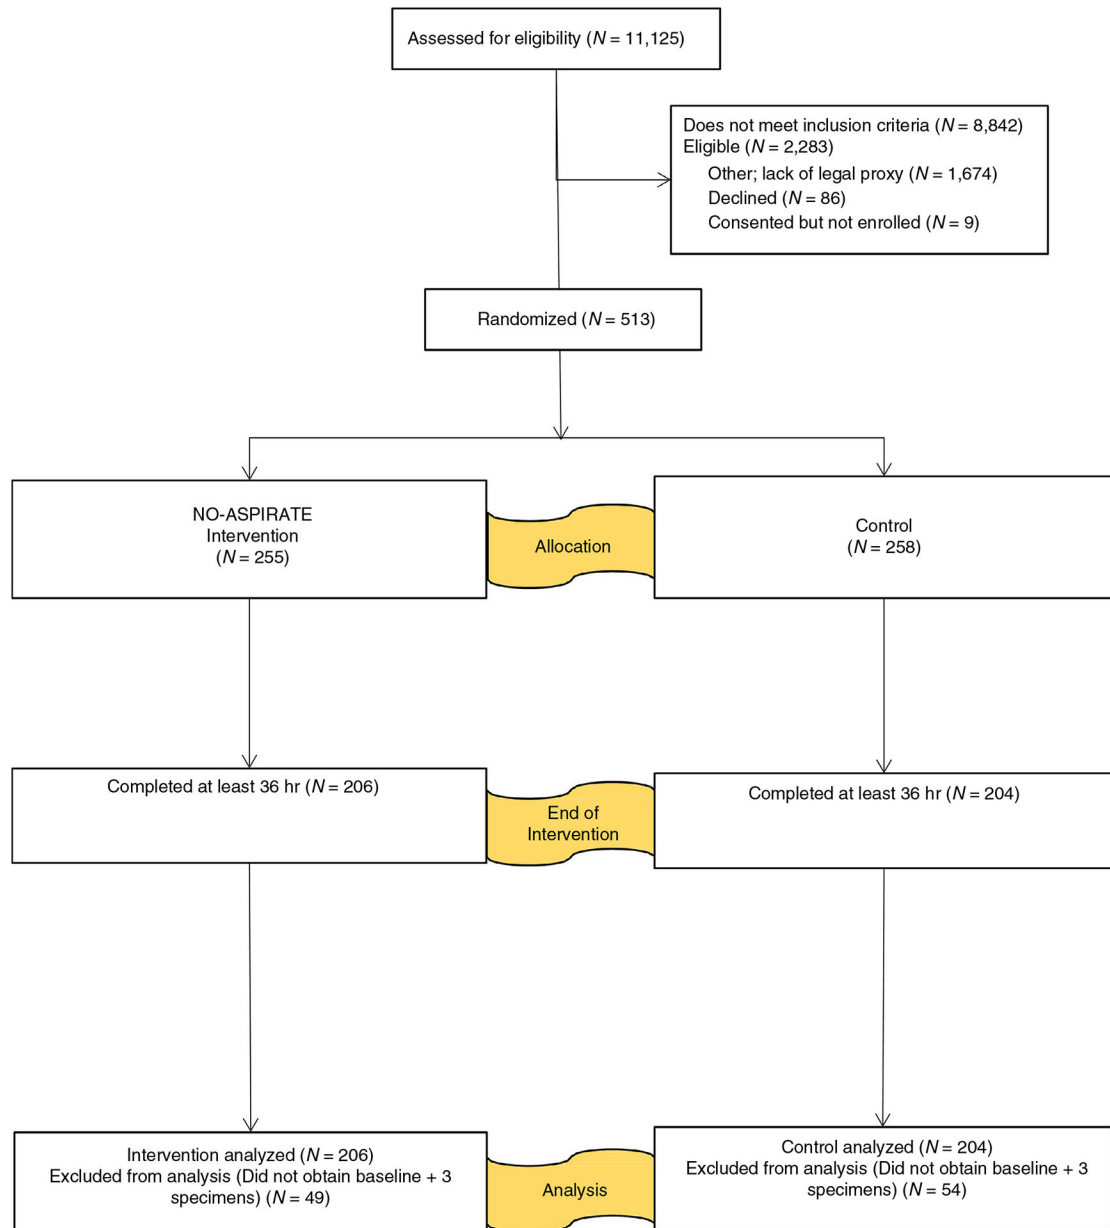 Assessed for eligibility (N = 11,125)
Does not meet inclusion criteria (N = 8,842)
Eligible (N = 2,283)
Other; lack of legal proxy (N = 1,674)
Declined (N = 86)
Consented but not enrolled (N = 9)
Randomized (N = 513)
NO-ASPIRATE
Intervention
(N = 255)
Allocation
Control
(N = 258)
Completed at least 36 hr (N = 206)
End of
Intervention
Completed at least 36 hr (N = 204)
Intervention analyzed (N = 206)
Excluded from analysis (Did not obtain baseline + 3
specimens) (N = 49)
Analysis
Control analyzed (N = 204)
Excluded from analysis (Did not obtain baseline + 3
specimens) (N = 54)